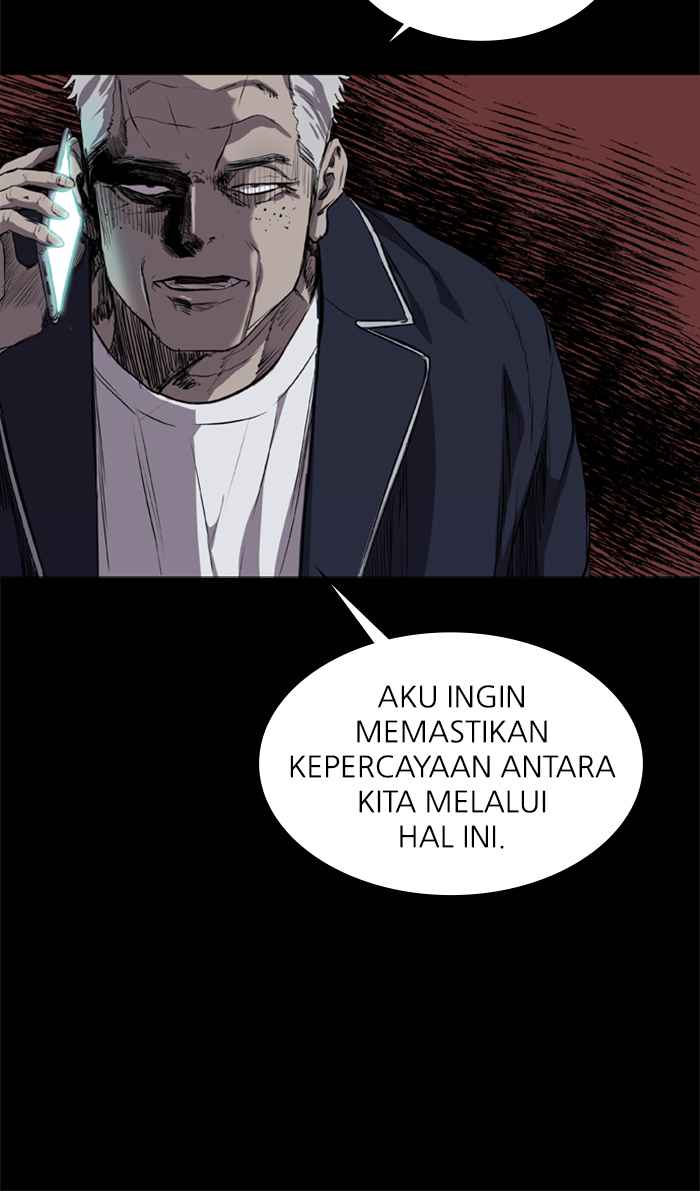 AKU INGIN
MEMASTIKAN
KEPERCAYAAN ANTARA
KITA MELALUI
HAL INI.